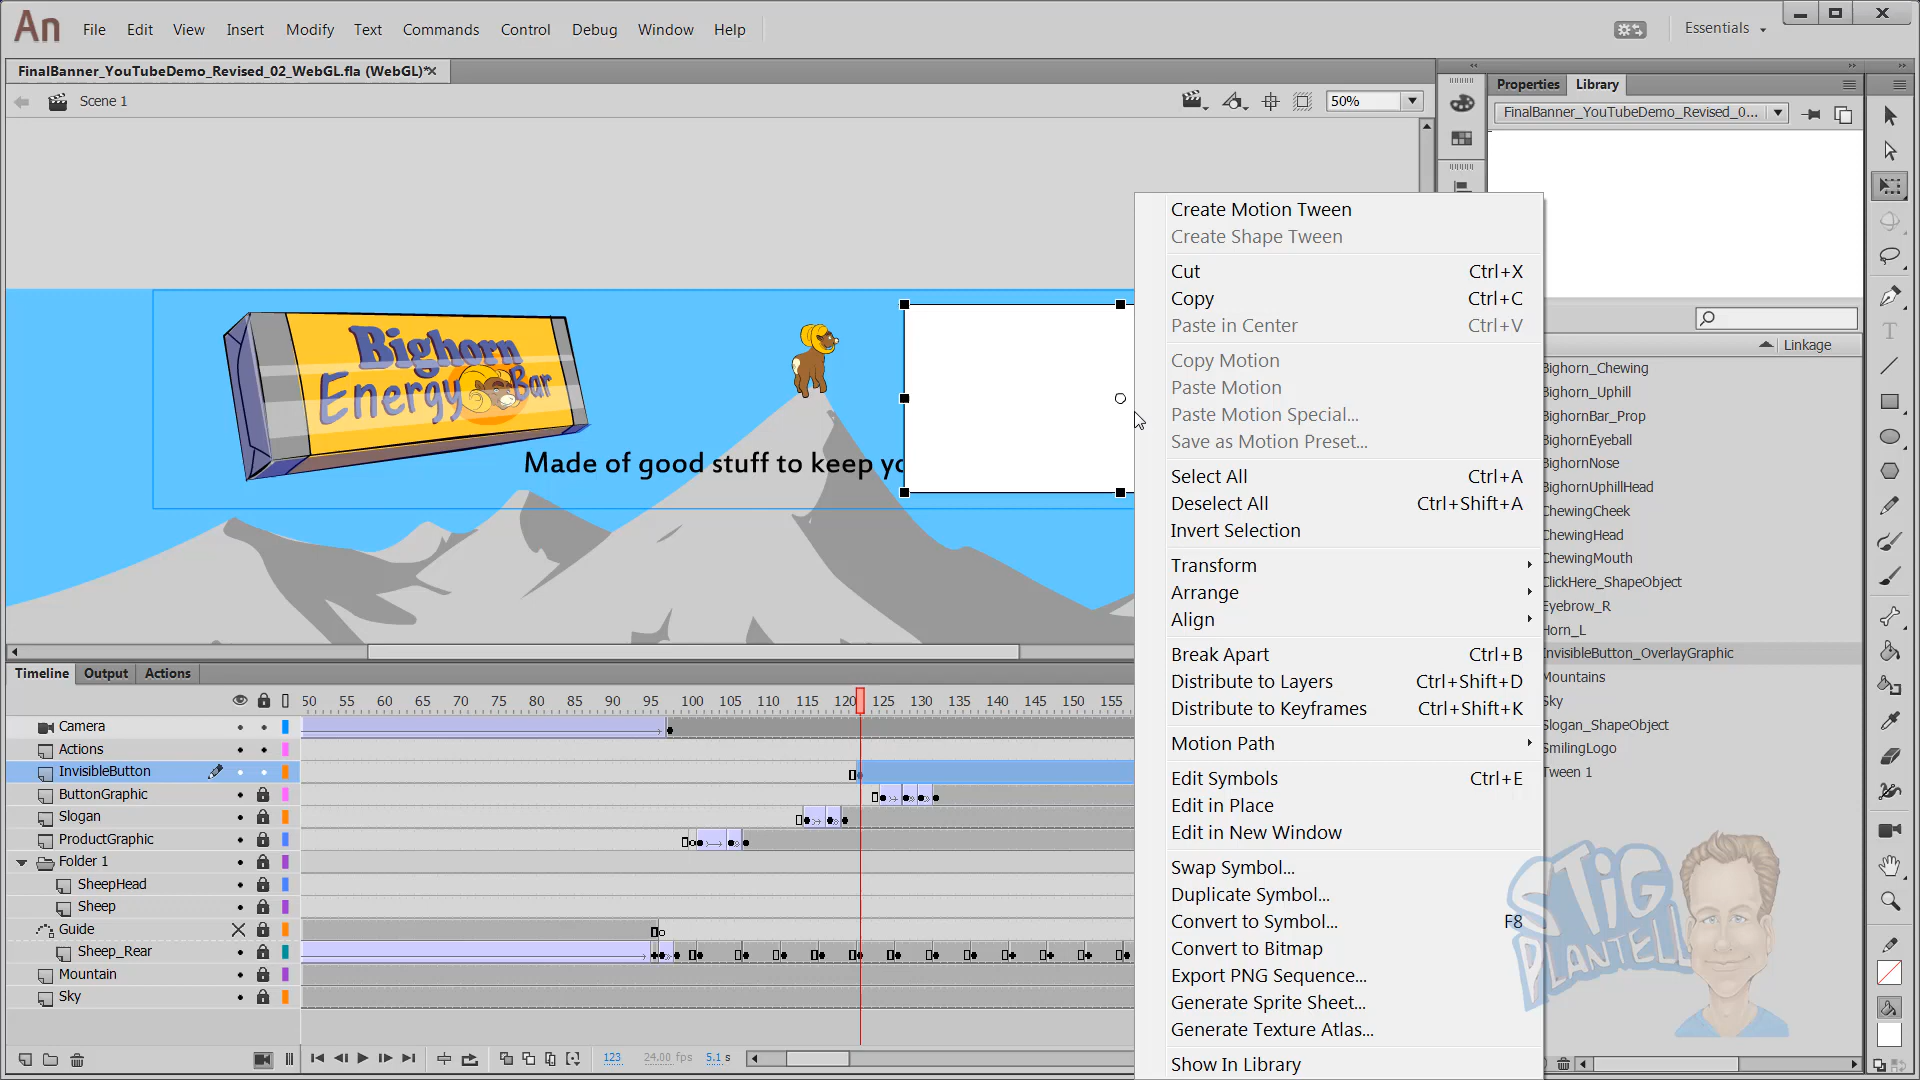 An File Edit View Insert Modify Text Commands Control Debug Window Help Essentials
FinalBanner_YouTubeDemo_Revised_02_WebGL.fla (WebGL)*
Scene 1
50%
Properties Library
FinalBanner_YouTubeDemo_Revised_0...
Linkage
Bighorn_Chewing
Bighorn_Uphill
BighornBar_Prop
BighornEyeball
BighornNose
BighornUphillHead
ChewingCheek
ChewingHead
ChewingMouth
ClickHere_ShapeObject
Eyebrow_R
Horn_L
InvisibleButton_OverlayGraphic
Mountains
Sky
Slogan_ShapeObject
SmilingLogo
Tween 1
Bighorn
Energy Bar
Made of good stuff to keep yo
Create Motion Tween
Create Shape Tween
Cut Ctrl+X
Copy Ctrl+C
Paste in Center Ctrl+V
Copy Motion
Paste Motion
Paste Motion Special...
Save as Motion Preset...
Select All Ctrl+A
Deselect All Ctrl+Shift+A
Invert Selection
Transform
Arrange
Align
Break Apart Ctrl+B
Distribute to Layers Ctrl+Shift+D
Distribute to Keyframes Ctrl+Shift+K
Motion Path
Edit Symbols Ctrl+E
Edit in Place
Edit in New Window
Swap Symbol...
Duplicate Symbol...
Convert to Symbol... F8
Convert to Bitmap
Export PNG Sequence...
Generate Sprite Sheet...
Generate Texture Atlas...
Show In Library
Timeline Output Actions
50 55 60 65 70 75 80 85 90 95 100 105 110 115 120 125 130 135 140 145 150 155
Camera
Actions
InvisibleButton
ButtonGraphic
Slogan
ProductGraphic
Folder 1
SheepHead
Sheep
Guide
Sheep_Rear
Mountain
Sky
123 24.00 fps 5.1 s
STIG
PLANTELL